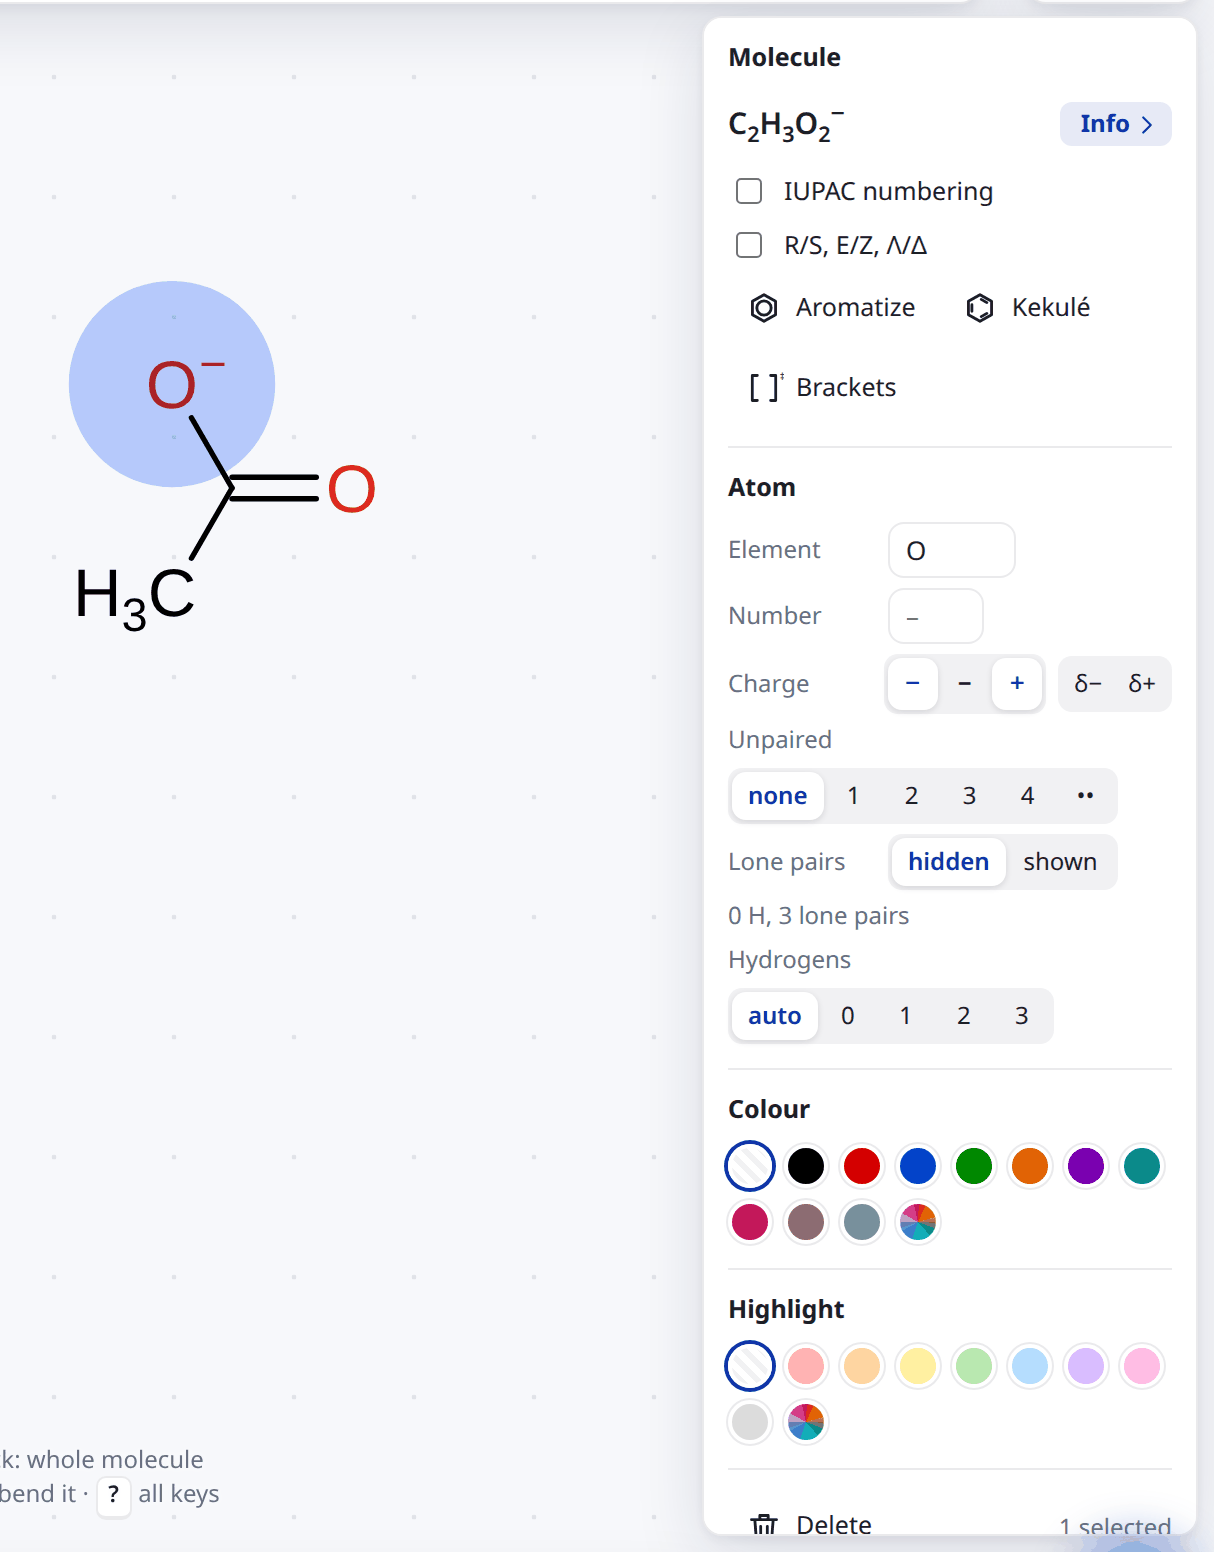 Molecule
C₂H₃O₂⁻
Info
IUPAC numbering
R/S, E/Z, Λ/Δ
Aromatize Kekulé
[ ]‡ Brackets
O⁻
O
H₃C
Atom
Element O
Number –
Charge − − + δ− δ+
Unpaired
none 1 2 3 4 ••
Lone pairs hidden shown
0 H, 3 lone pairs
Hydrogens
auto 0 1 2 3
Colour
Highlight
k: whole molecule
bend it · ? all keys
Delete 1 selected